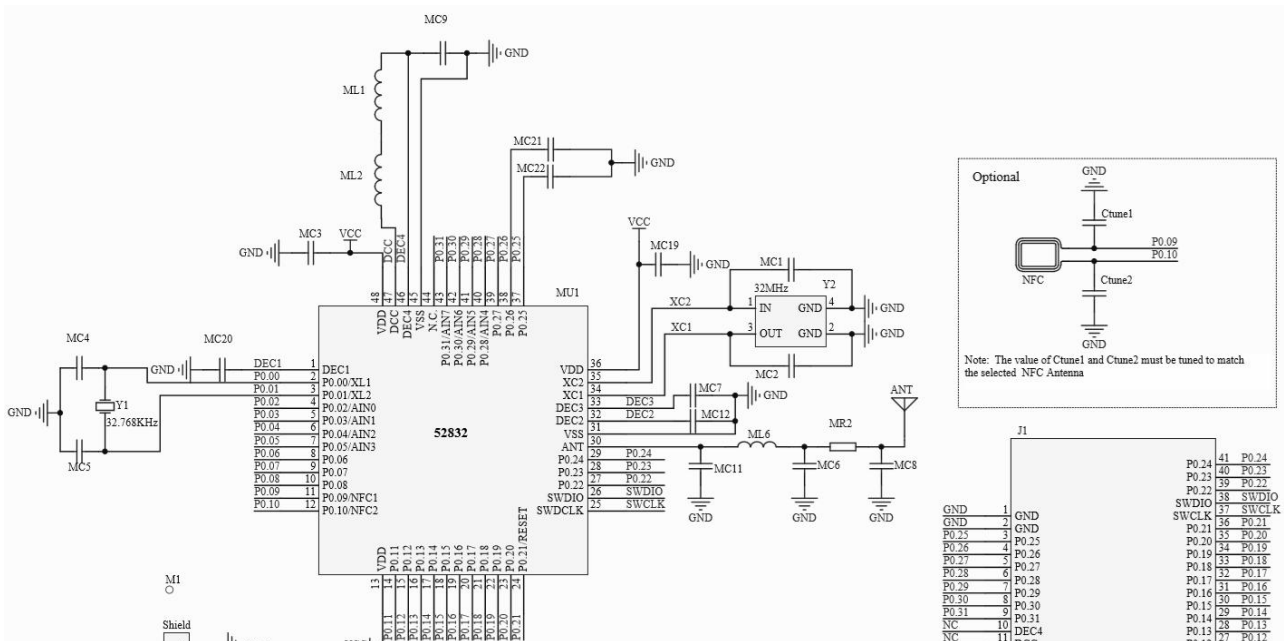 MC9
GND
ML1
MC21
MC22
GND
ML2
VCC
MC3
GND
DCC
DEC4
P0.31
P0.30
P0.29
P0.28
P0.27
P0.26
P0.25
48 47 46 45 44 43 42 41 40 39 38 37
VDD
DCC
DEC4
VSS
N.C.
P0.31/AIN7
P0.30/AIN6
P0.29/AIN5
P0.28/AIN4
P0.27
P0.26
P0.25
MU1
VCC
MC19
GND
MC1
32MHz
Y2
XC2
1 IN GND 4
GND
XC1
3 OUT GND 2
GND
MC2
MC4
GND
Y1
32.768KHz
MC5
MC20
GND
DEC1 1 DEC1
P0.00 2 P0.00/XL1
P0.01 3 P0.01/XL2
P0.02 4 P0.02/AIN0
P0.03 5 P0.03/AIN1
P0.04 6 P0.04/AIN2
P0.05 7 P0.05/AIN3
P0.06 8 P0.06
P0.07 9 P0.07
P0.08 10 P0.08
P0.09 11 P0.09/NFC1
P0.10 12 P0.10/NFC2
52832
VDD 36
XC2 35
XC1 34
DEC3 33 DEC3
DEC2 32 DEC2
VSS 31
ANT 30
P0.24 29 P0.24
P0.23 28 P0.23
P0.22 27 P0.22
SWDIO 26 SWDIO
SWDCLK 25 SWCLK
MC7
GND
MC12
ANT
ML6
MR2
MC11
MC6
MC8
GND
GND
GND
VDD
P0.11
P0.12
P0.13
P0.14
P0.15
P0.16
P0.17
P0.18
P0.19
P0.20
P0.21/RESET
13 14 15 16 17 18 19 20 21 22 23 24
P0.11
P0.12
P0.13
P0.14
P0.15
P0.16
P0.17
P0.18
P0.19
P0.20
P0.21
M1
Shield
Optional
GND
Ctune1
P0.09
P0.10
NFC
Ctune2
GND
Note: The value of Ctune1 and Ctune2 must be tuned to match
the selected NFC Antenna
J1
GND 1 GND
GND 2 GND
P0.25 3 P0.25
P0.26 4 P0.26
P0.27 5 P0.27
P0.28 6 P0.28
P0.29 7 P0.29
P0.30 8 P0.30
P0.31 9 P0.31
NC 10 DEC4
NC 11
P0.24 41 P0.24
P0.23 40 P0.23
P0.22 39 P0.22
SWDIO 38 SWDIO
SWCLK 37 SWCLK
P0.21 36 P0.21
P0.20 35 P0.20
P0.19 34 P0.19
P0.18 33 P0.18
P0.17 32 P0.17
P0.16 31 P0.16
P0.15 30 P0.15
P0.14 29 P0.14
P0.13 28 P0.13
27 P0.12